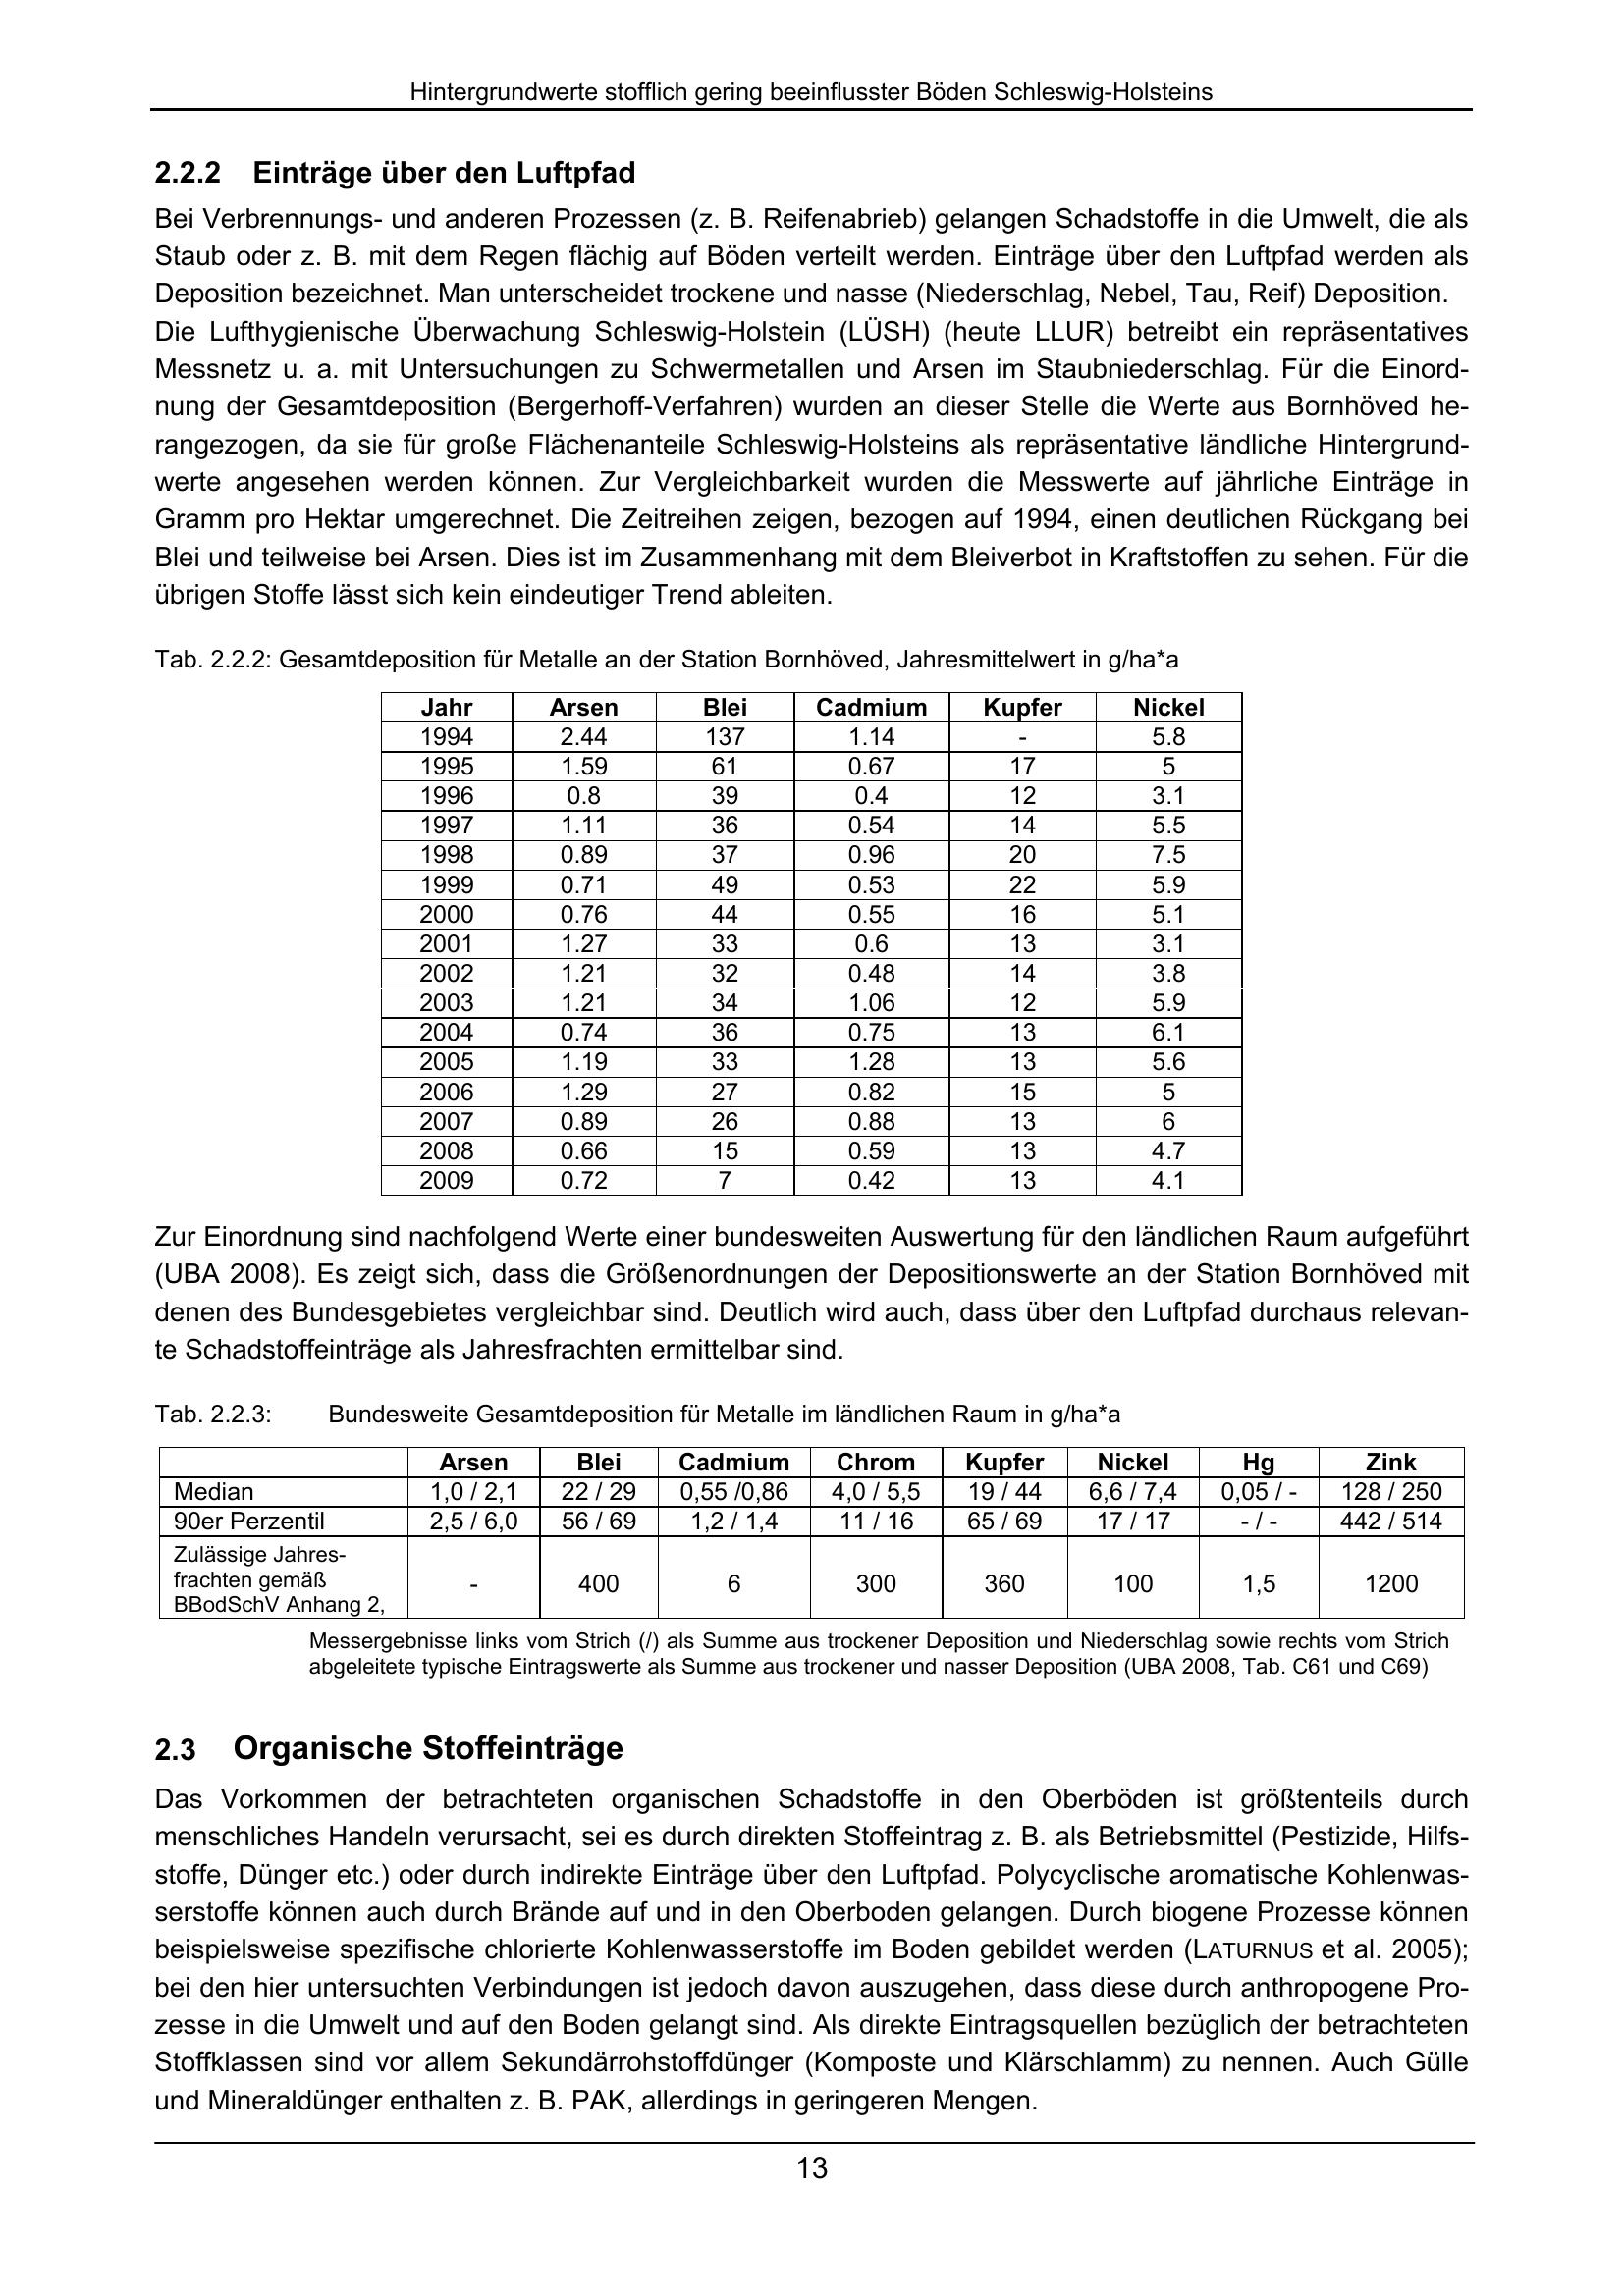 Hintergrundwerte stofflich gering beeinflusster Böden Schleswig-Holsteins
2.2.2 Einträge über den Luftpfad
Bei Verbrennungs- und anderen Prozessen (z. B. Reifenabrieb) gelangen Schadstoffe in die Umwelt, die als
Staub oder z. B. mit dem Regen flächig auf Böden verteilt werden. Einträge über den Luftpfad werden als
Deposition bezeichnet. Man unterscheidet trockene und nasse (Niederschlag, Nebel, Tau, Reif) Deposition.
Die Lufthygienische Überwachung Schleswig-Holstein (LÜSH) (heute LLUR) betreibt ein repräsentatives
Messnetz u. a. mit Untersuchungen zu Schwermetallen und Arsen im Staubniederschlag. Für die Einord-
nung der Gesamtdeposition (Bergerhoff-Verfahren) wurden an dieser Stelle die Werte aus Bornhöved he-
rangezogen, da sie für große Flächenanteile Schleswig-Holsteins als repräsentative ländliche Hintergrund-
werte angesehen werden können. Zur Vergleichbarkeit wurden die Messwerte auf jährliche Einträge in
Gramm pro Hektar umgerechnet. Die Zeitreihen zeigen, bezogen auf 1994, einen deutlichen Rückgang bei
Blei und teilweise bei Arsen. Dies ist im Zusammenhang mit dem Bleiverbot in Kraftstoffen zu sehen. Für die
übrigen Stoffe lässt sich kein eindeutiger Trend ableiten.
Tab. 2.2.2: Gesamtdeposition für Metalle an der Station Bornhöved, Jahresmittelwert in g/ha*a
Jahr Arsen Blei Cadmium Kupfer Nickel
1994 2.44 137 1.14 - 5.8
1995 1.59 61 0.67 17 5
1996 0.8 39 0.4 12 3.1
1997 1.11 36 0.54 14 5.5
1998 0.89 37 0.96 20 7.5
1999 0.71 49 0.53 22 5.9
2000 0.76 44 0.55 16 5.1
2001 1.27 33 0.6 13 3.1
2002 1.21 32 0.48 14 3.8
2003 1.21 34 1.06 12 5.9
2004 0.74 36 0.75 13 6.1
2005 1.19 33 1.28 13 5.6
2006 1.29 27 0.82 15 5
2007 0.89 26 0.88 13 6
2008 0.66 15 0.59 13 4.7
2009 0.72 7 0.42 13 4.1
Zur Einordnung sind nachfolgend Werte einer bundesweiten Auswertung für den ländlichen Raum aufgeführt
(UBA 2008). Es zeigt sich, dass die Größenordnungen der Depositionswerte an der Station Bornhöved mit
denen des Bundesgebietes vergleichbar sind. Deutlich wird auch, dass über den Luftpfad durchaus relevan-
te Schadstoffeinträge als Jahresfrachten ermittelbar sind.
Tab. 2.2.3: Bundesweite Gesamtdeposition für Metalle im ländlichen Raum in g/ha*a
Arsen Blei Cadmium Chrom Kupfer Nickel Hg Zink
Median 1,0 / 2,1 22 / 29 0,55 /0,86 4,0 / 5,5 19 / 44 6,6 / 7,4 0,05 / - 128 / 250
90er Perzentil 2,5 / 6,0 56 / 69 1,2 / 1,4 11 / 16 65 / 69 17 / 17 - / - 442 / 514
Zulässige Jahres-
frachten gemäß
BBodSchV Anhang 2,
- 400 6 300 360 100 1,5 1200
Messergebnisse links vom Strich (/) als Summe aus trockener Deposition und Niederschlag sowie rechts vom Strich
abgeleitete typische Eintragswerte als Summe aus trockener und nasser Deposition (UBA 2008, Tab. C61 und C69)
2.3 Organische Stoffeinträge
Das Vorkommen der betrachteten organischen Schadstoffe in den Oberböden ist größtenteils durch
menschliches Handeln verursacht, sei es durch direkten Stoffeintrag z. B. als Betriebsmittel (Pestizide, Hilfs-
stoffe, Dünger etc.) oder durch indirekte Einträge über den Luftpfad. Polycyclische aromatische Kohlenwas-
serstoffe können auch durch Brände auf und in den Oberboden gelangen. Durch biogene Prozesse können
beispielsweise spezifische chlorierte Kohlenwasserstoffe im Boden gebildet werden (LATURNUS et al. 2005);
bei den hier untersuchten Verbindungen ist jedoch davon auszugehen, dass diese durch anthropogene Pro-
zesse in die Umwelt und auf den Boden gelangt sind. Als direkte Eintragsquellen bezüglich der betrachteten
Stoffklassen sind vor allem Sekundärrohstoffdünger (Komposte und Klärschlamm) zu nennen. Auch Gülle
und Mineraldünger enthalten z. B. PAK, allerdings in geringeren Mengen.
13